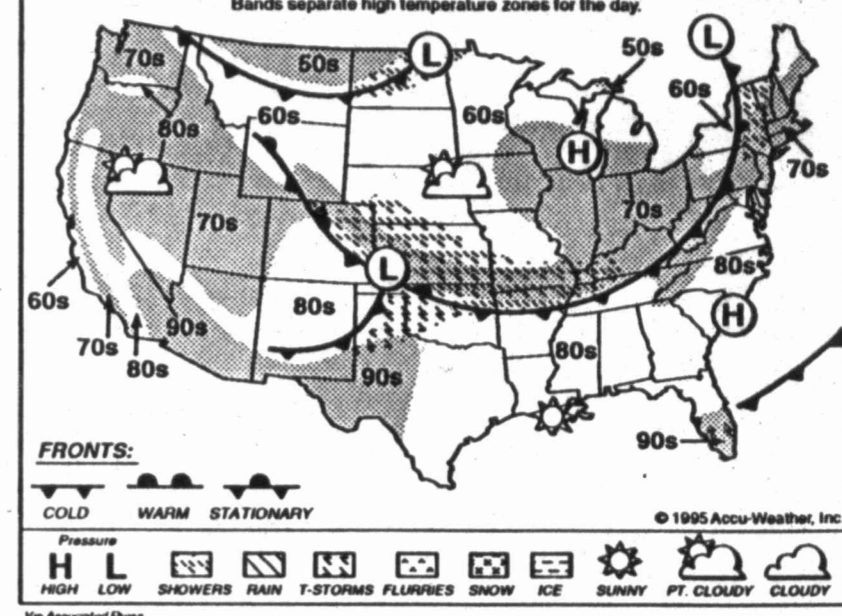 Bands separate high temperature zones for the day.
L
70s
50s
L
50s
60s
60s
60s
80s
H
70s
70s
70s
80s
L
60s
80s
H
70s
90s
80s
80s
90s
90s
FRONTS:
COLD WARM STATIONARY
© 1995 Accu-Weather, Inc
Pressure
H L
HIGH LOW SHOWERS RAIN T-STORMS FLURRIES SNOW ICE SUNNY PT. CLOUDY CLOUDY